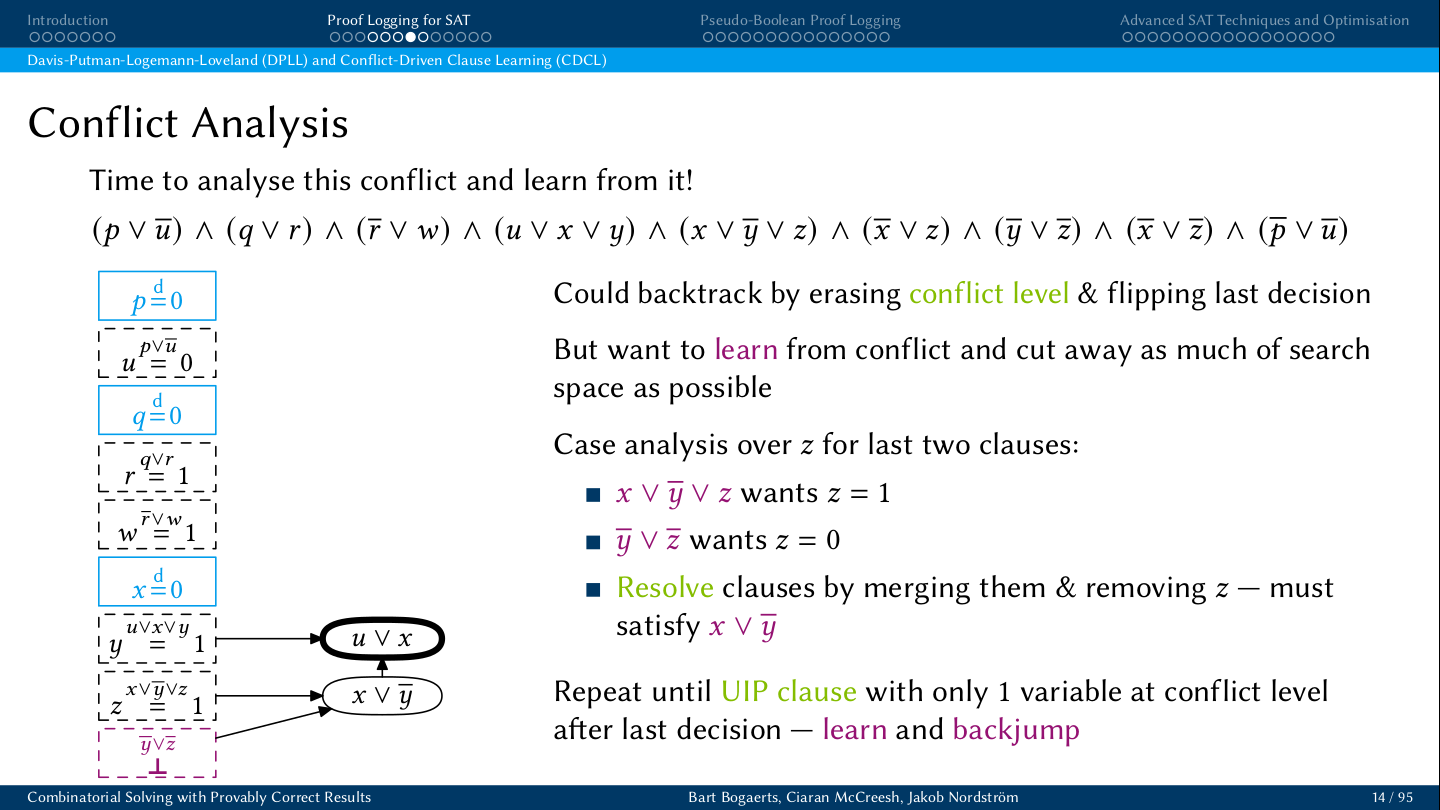 Introduction Proof Logging for SAT Pseudo-Boolean Proof Logging Advanced SAT Techniques and Optimisation
Davis-Putman-Logemann-Loveland (DPLL) and Conflict-Driven Clause Learning (CDCL)
Conflict Analysis
Time to analyse this conflict and learn from it!
(p ∨ u̅) ∧ (q ∨ r) ∧ (r̅ ∨ w) ∧ (u ∨ x ∨ y) ∧ (x ∨ y̅ ∨ z) ∧ (x̅ ∨ z) ∧ (y̅ ∨ z̅) ∧ (x̅ ∨ z̅) ∧ (p̅ ∨ u̅)
d
p = 0
p∨u̅
u = 0
d
q = 0
q∨r
r = 1
r̅∨w
w = 1
d
x = 0
u∨x∨y
y = 1
u ∨ x
x∨y̅∨z
z = 1
x ∨ y̅
y̅∨z̅
⊥
Could backtrack by erasing conflict level & flipping last decision
But want to learn from conflict and cut away as much of search
space as possible
Case analysis over z for last two clauses:
■ x ∨ y̅ ∨ z wants z = 1
■ y̅ ∨ z̅ wants z = 0
■ Resolve clauses by merging them & removing z — must
satisfy x ∨ y̅
Repeat until UIP clause with only 1 variable at conflict level
after last decision — learn and backjump
Combinatorial Solving with Provably Correct Results Bart Bogaerts, Ciaran McCreesh, Jakob Nordström 14 / 95